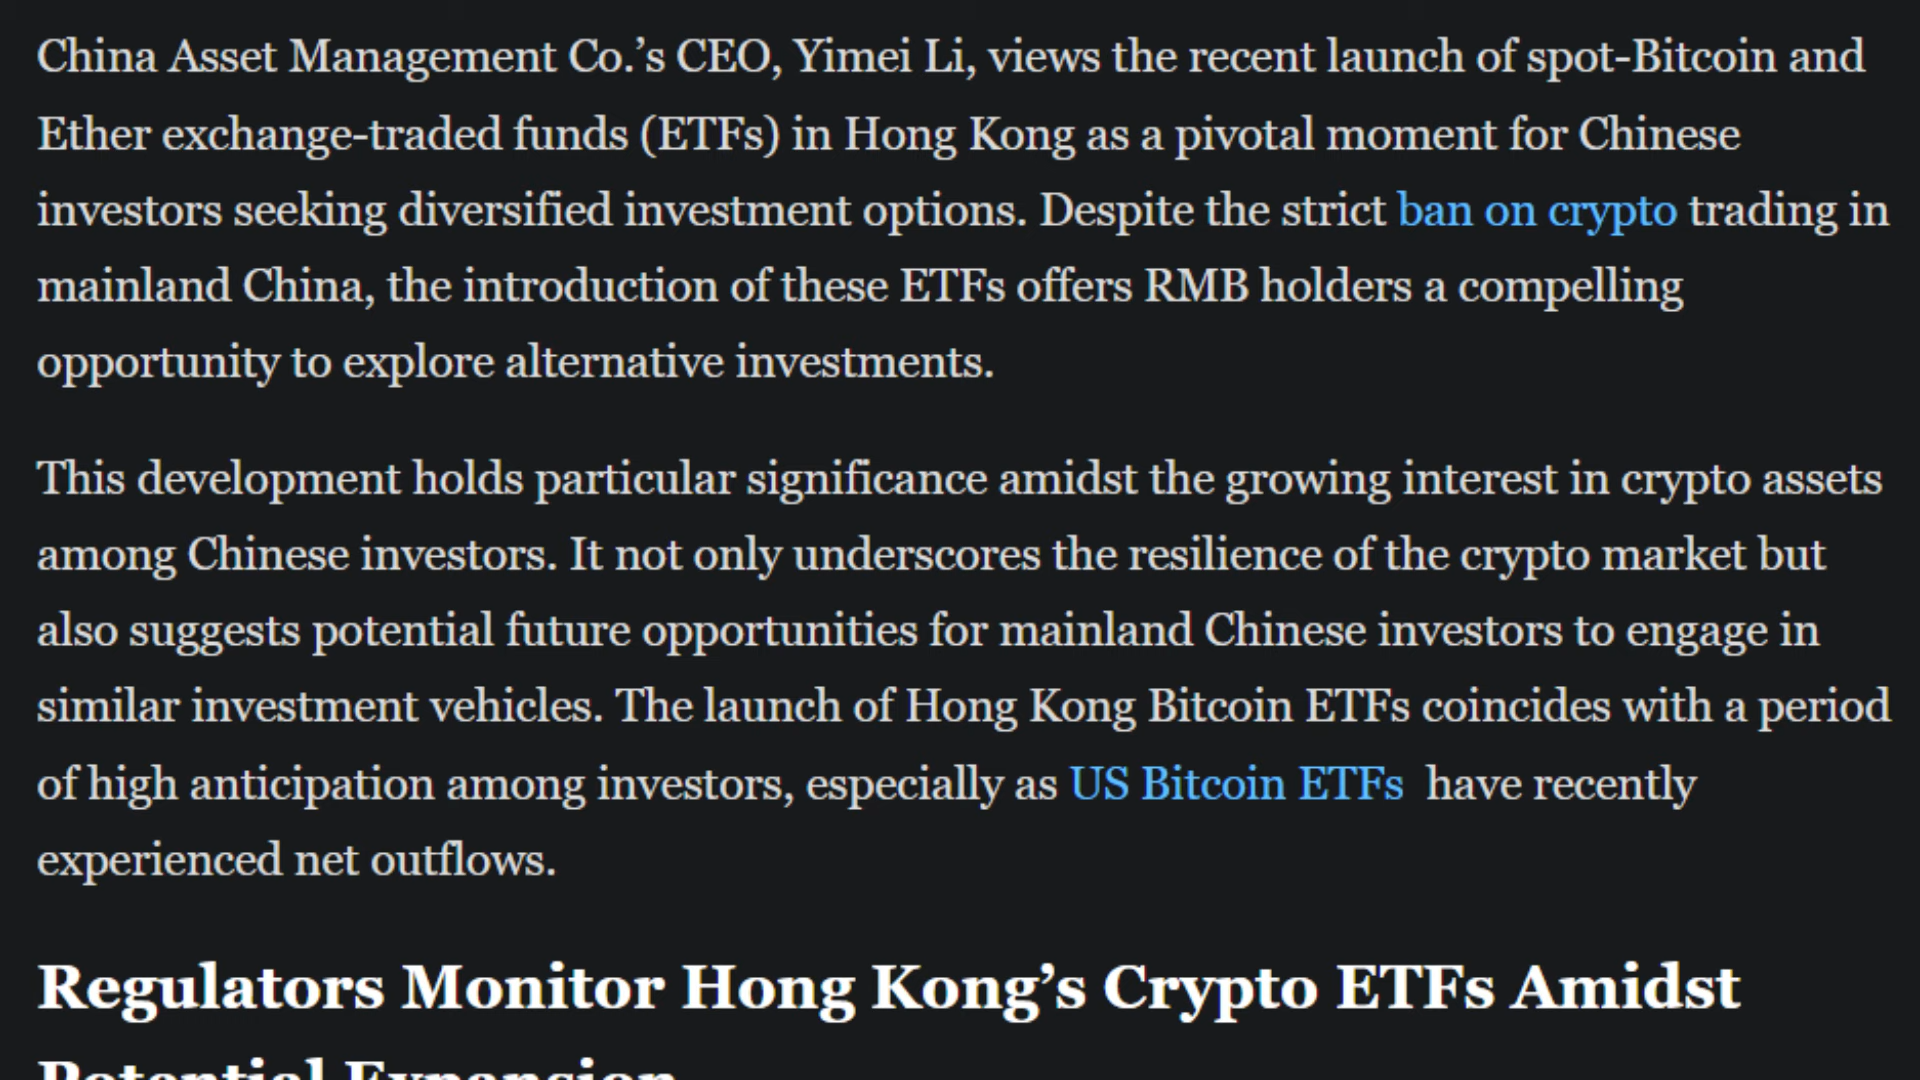 China Asset Management Co.’s CEO, Yimei Li, views the recent launch of spot-Bitcoin and
Ether exchange-traded funds (ETFs) in Hong Kong as a pivotal moment for Chinese
investors seeking diversified investment options. Despite the strict ban on crypto trading in
mainland China, the introduction of these ETFs offers RMB holders a compelling
opportunity to explore alternative investments.
This development holds particular significance amidst the growing interest in crypto assets
among Chinese investors. It not only underscores the resilience of the crypto market but
also suggests potential future opportunities for mainland Chinese investors to engage in
similar investment vehicles. The launch of Hong Kong Bitcoin ETFs coincides with a period
of high anticipation among investors, especially as US Bitcoin ETFs have recently
experienced net outflows.
Regulators Monitor Hong Kong’s Crypto ETFs Amidst
Potential Expansion